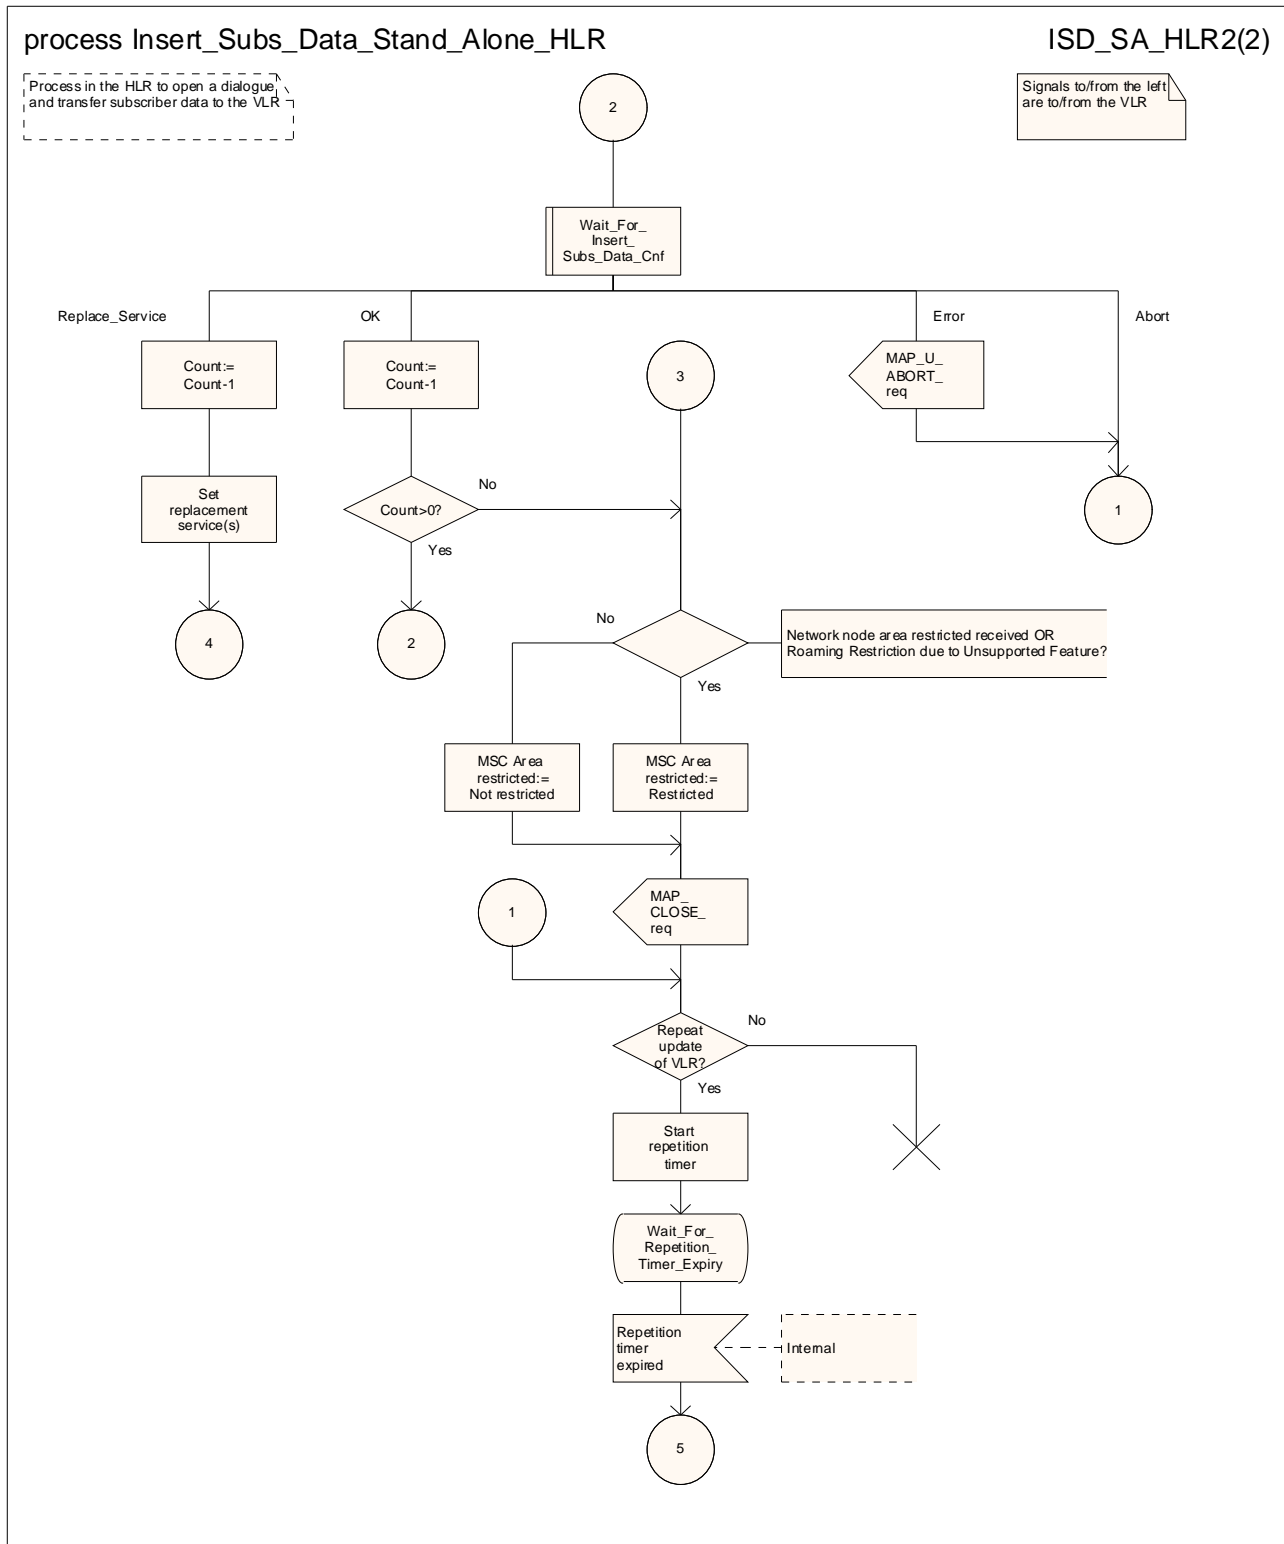 process Insert_Subs_Data_Stand_Alone_HLR
ISD_SA_HLR2(2)
Process in the HLR to open a dialogue
and transfer subscriber data to the VLR
2
Signals to/from the left
are to/from the VLR
Wait_For_
Insert_
Subs_Data_Cnf
Replace_Service
OK
Error
Abort
Count:=
Count-1
Count:=
Count-1
3
MAP_U_
ABORT_
req
Set
replacement
service(s)
Count>0?
No
Yes
1
4
2
No
Yes
Network node area restricted received OR
Roaming Restriction due to Unsupported Feature?
MSC Area
restricted:=
Not restricted
MSC Area
restricted:=
Restricted
1
MAP_
CLOSE_
req
Repeat
update
of VLR?
No
Yes
Start
repetition
timer
Wait_For_
Repetition_
Timer_Expiry
Repetition
timer
expired
Internal
5